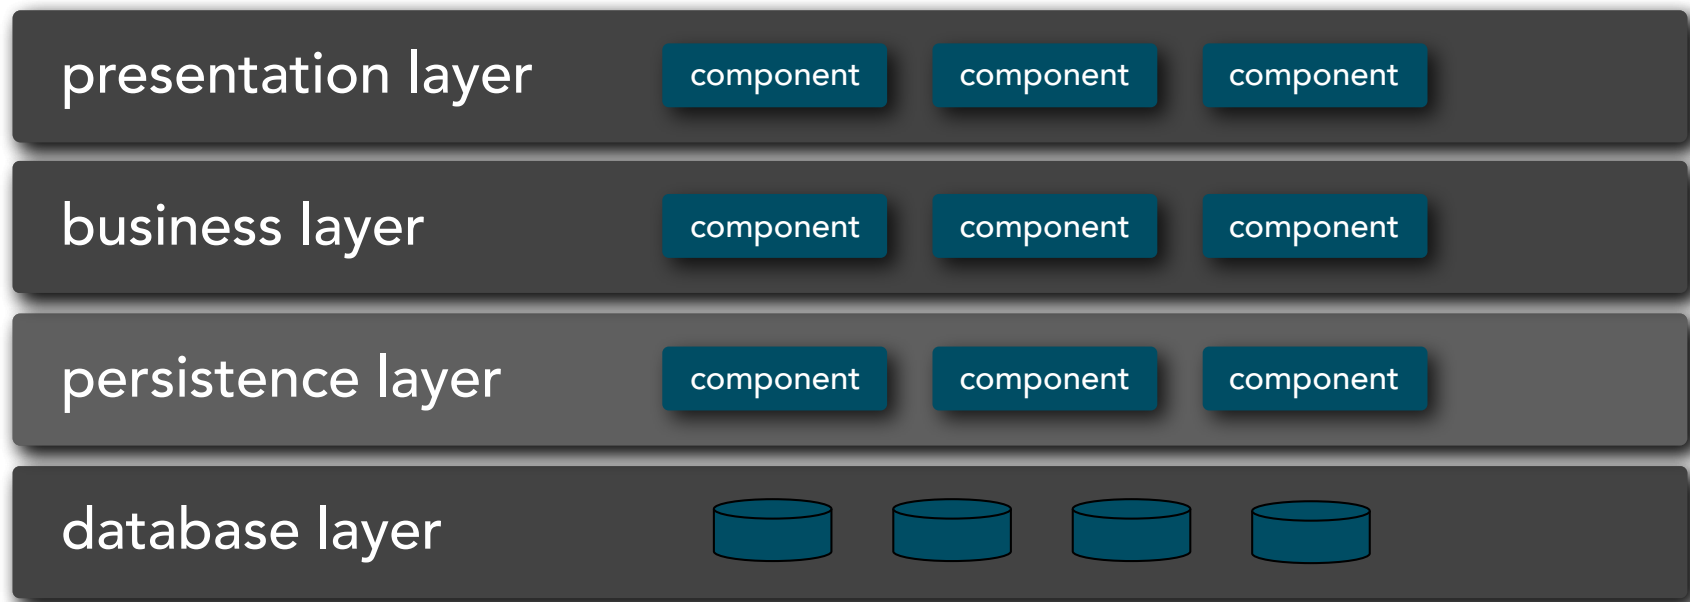 presentation layer component component component
business layer component component component
persistence layer component component component
database layer